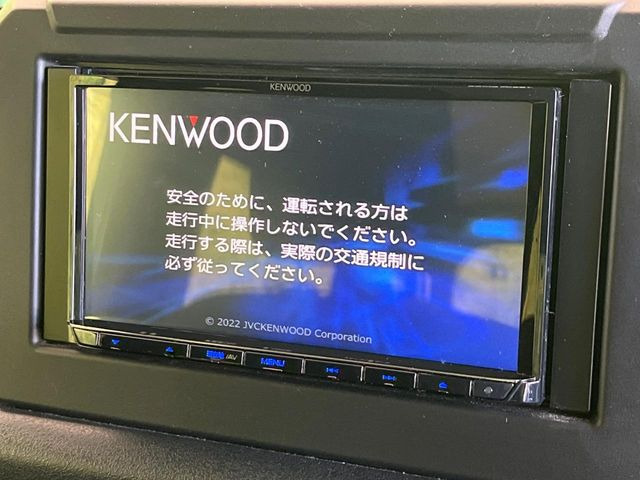 KENWOOD
KENWOOD
安全のために、運転される方は
走行中に操作しないでください。
走行する際は、実際の交通規制に
必ず従ってください。
© 2022 JVCKENWOOD Corporation
/AV MENU